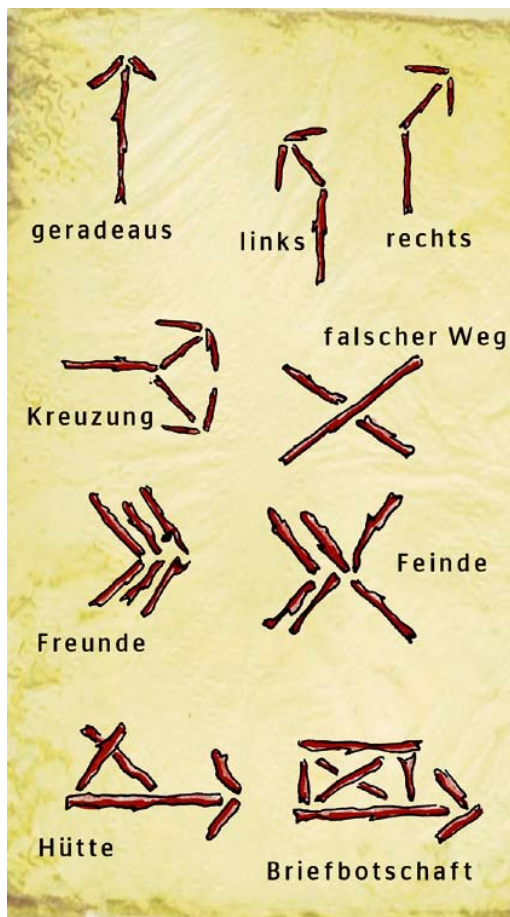 geradeaus
links
rechts
falscher Weg
Kreuzung
Feinde
Freunde
Hütte
Briefbotschaft